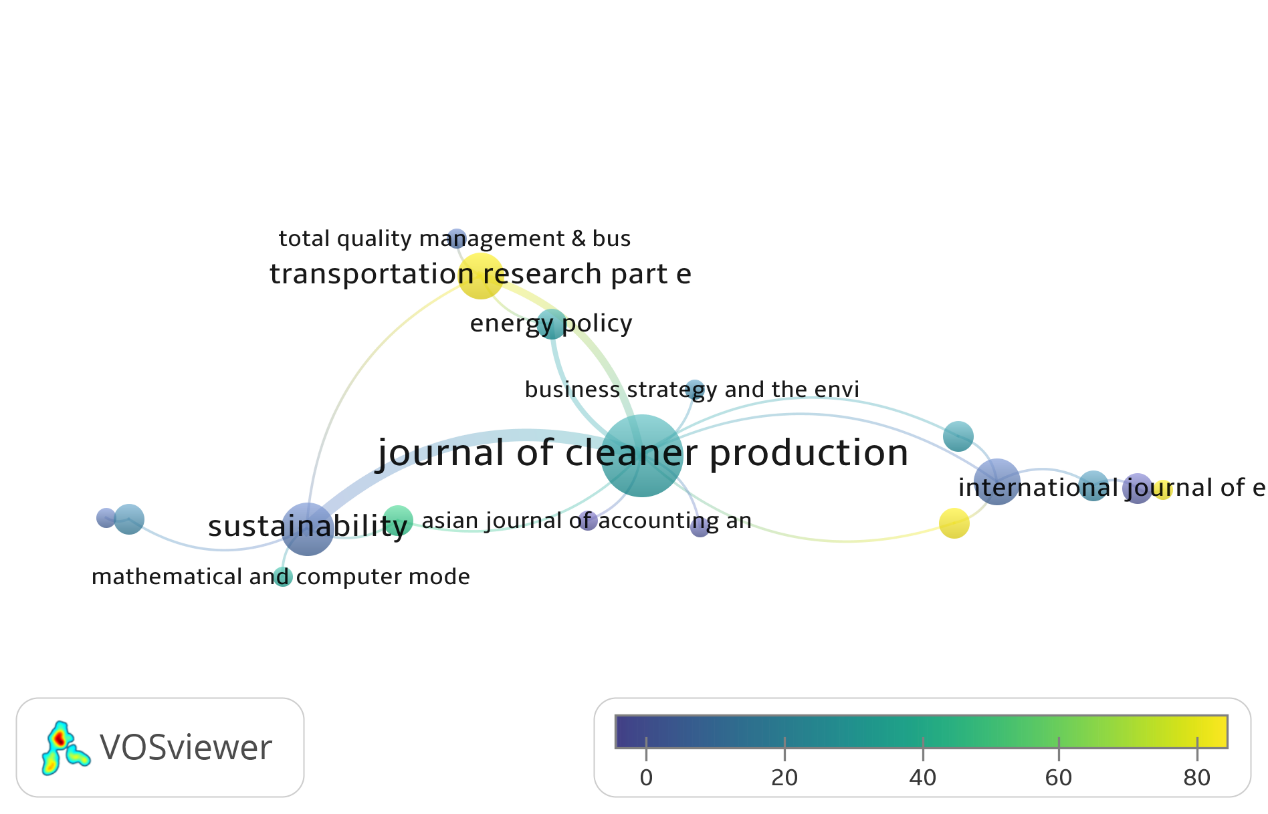 total quality management & bus
transportation research part e
energy policy
business strategy and the envi
journal of cleaner production
international journal of e
sustainability
asian journal of accounting an
mathematical and computer mode
VOSviewer
0 20 40 60 80